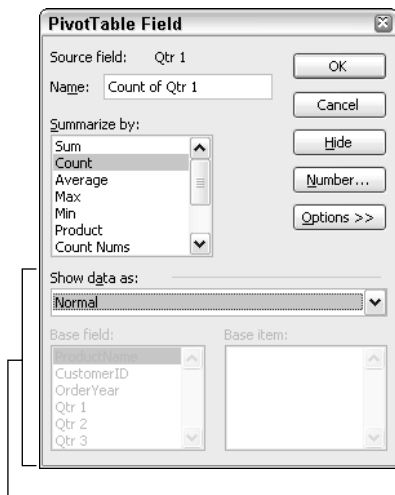 PivotTable Field
Source field: Qtr 1
Name: Count of Qtr 1
Summarize by:
Sum
Count
Average
Max
Min
Product
Count Nums
OK
Cancel
Hide
Number...
Options >>
Show data as:
Normal
Base field:
ProductName
CustomerID
OrderYear
Qtr 1
Qtr 2
Qtr 3
Base item: